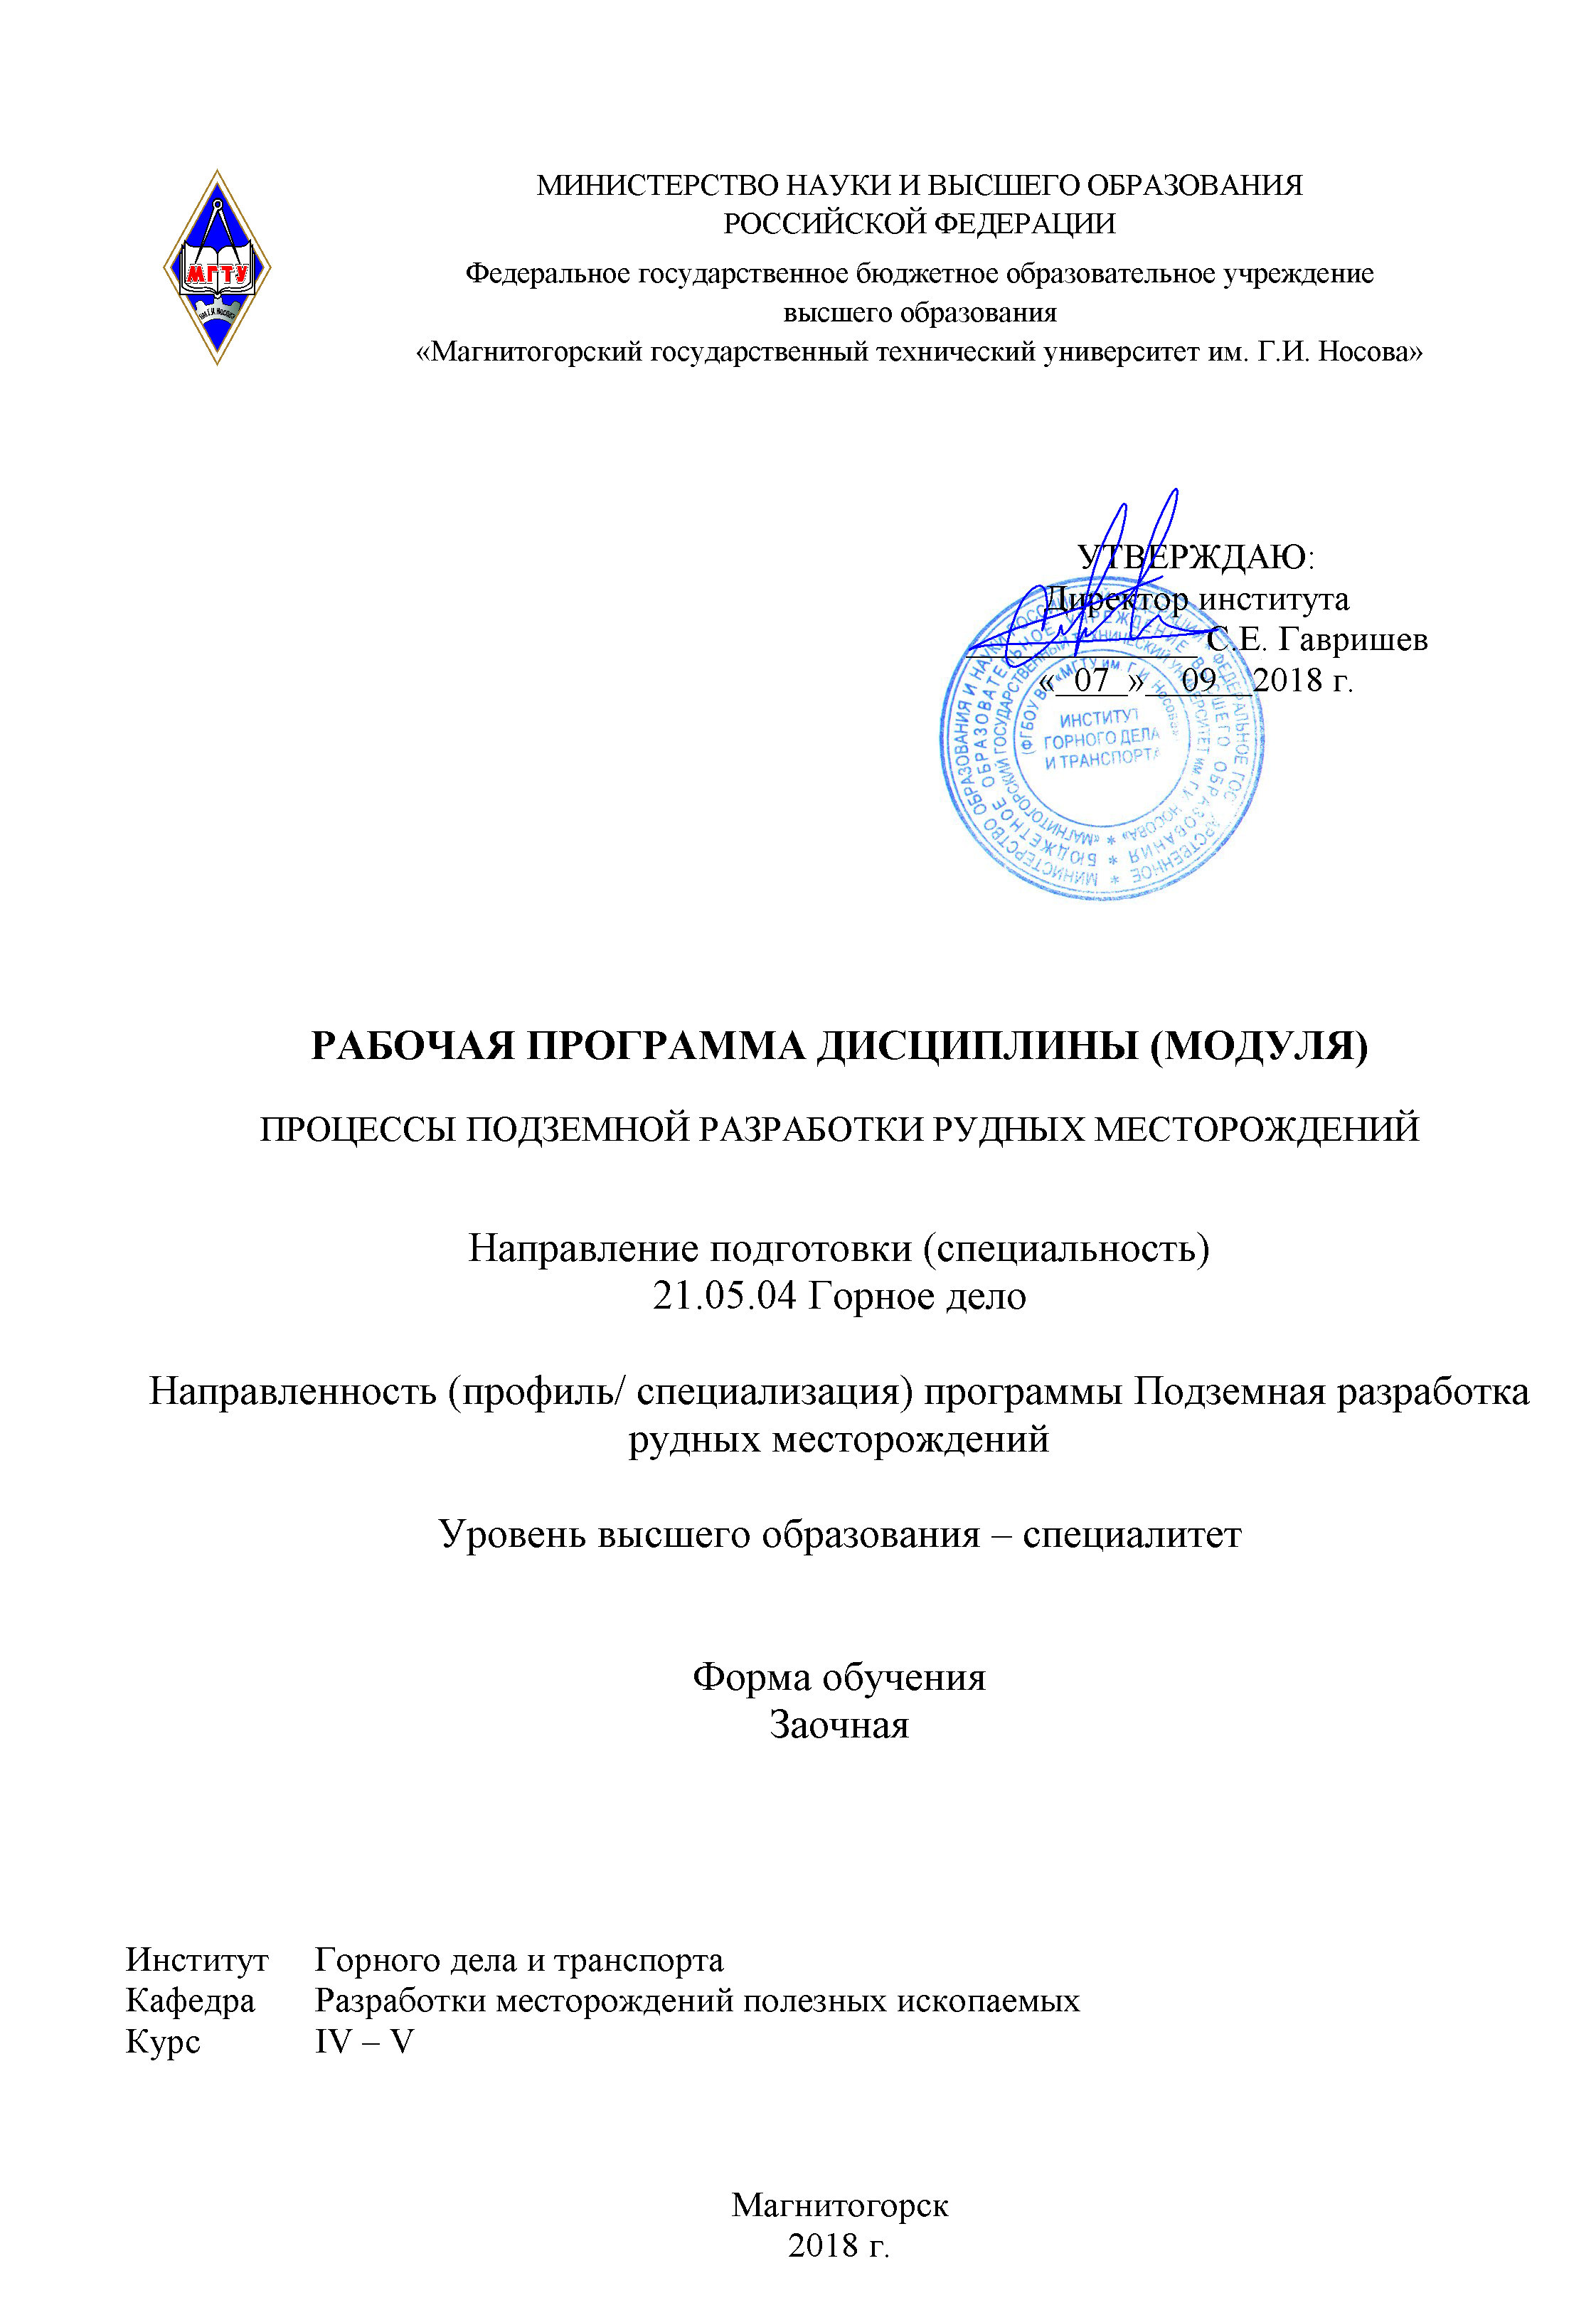 МИНИСТЕРСТВО НАУКИ И ВЫСШЕГО ОБРАЗОВАНИЯ
РОССИЙСКОЙ ФЕДЕРАЦИИ
Федеральное государственное бюджетное образовательное учреждение
высшего образования
«Магнитогорский государственный технический университет им. Г.И. Носова»
МГТУ
им. Г.И. Носова
УТВЕРЖДАЮ:
Директор института
С.Е. Гавришев
«07» 09 2018 г.
ИНСТИТУТ
ГОРНОГО ДЕЛА
И ТРАНСПОРТА
РАБОЧАЯ ПРОГРАММА ДИСЦИПЛИНЫ (МОДУЛЯ)
ПРОЦЕССЫ ПОДЗЕМНОЙ РАЗРАБОТКИ РУДНЫХ МЕСТОРОЖДЕНИЙ
Направление подготовки (специальность)
21.05.04 Горное дело
Направленность (профиль/ специализация) программы Подземная разработка
рудных месторождений
Уровень высшего образования – специалитет
Форма обучения
Заочная
Институт Горного дела и транспорта
Кафедра Разработки месторождений полезных ископаемых
Курс IV – V
Магнитогорск
2018 г.